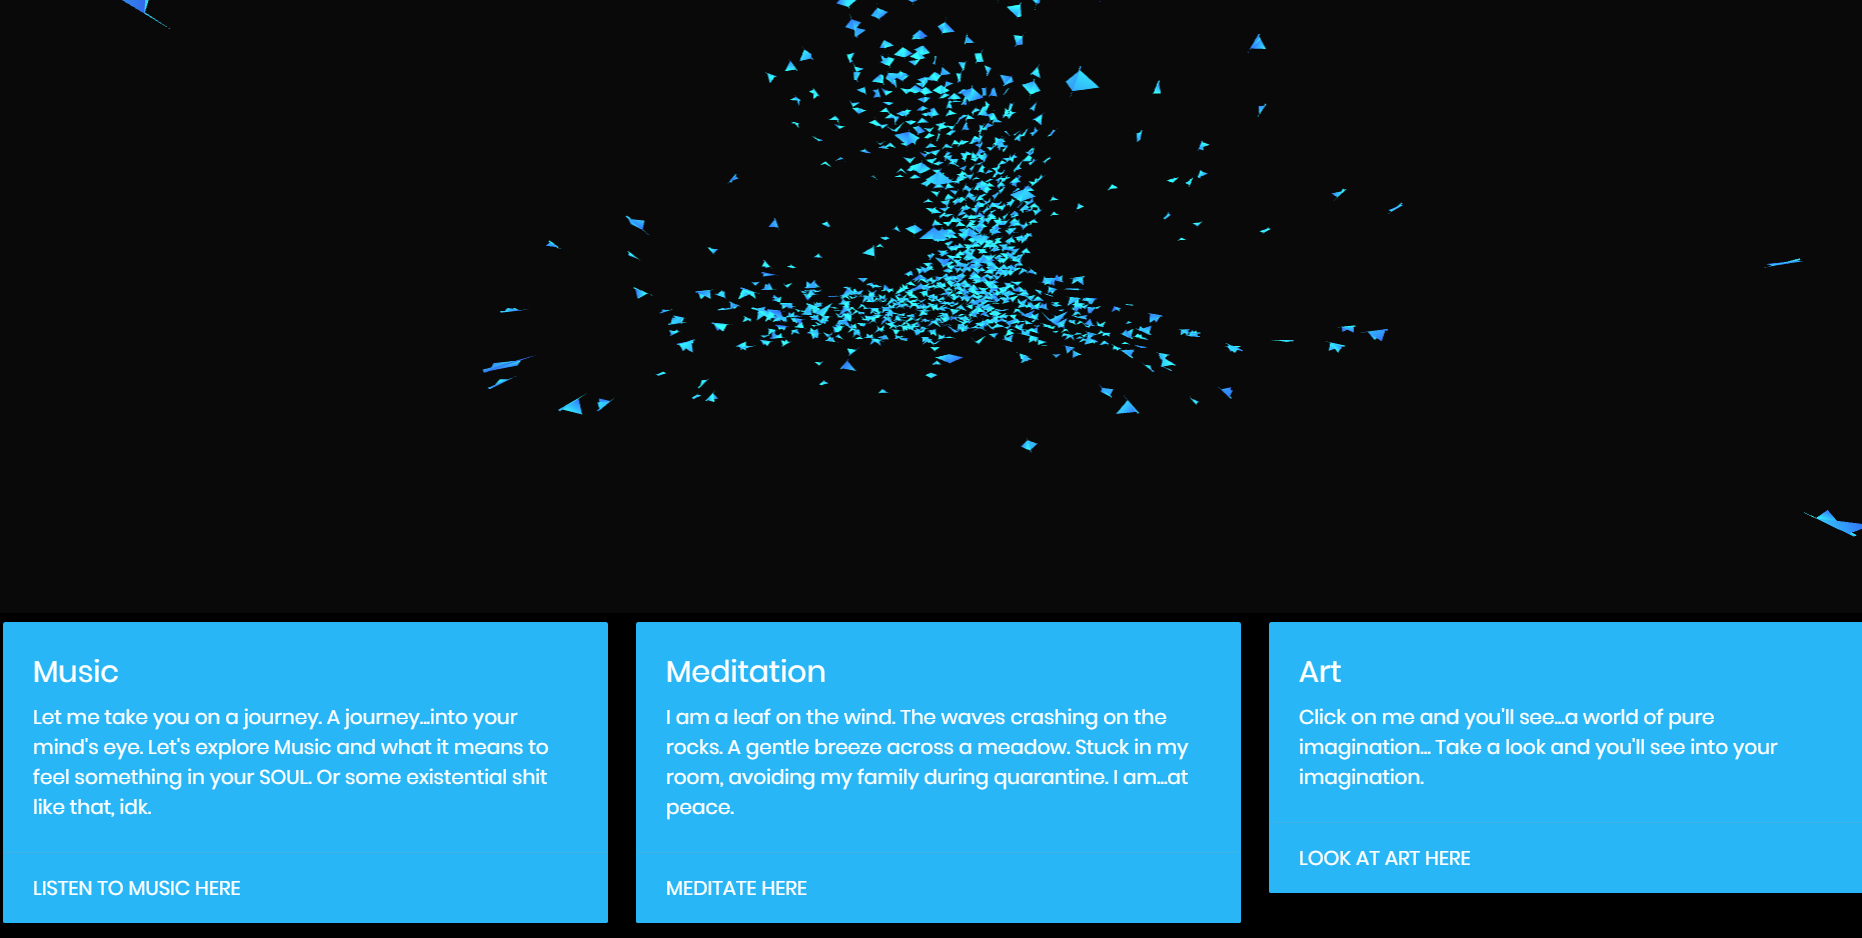 Music
Let me take you on a journey. A journey...into your
mind's eye. Let's explore Music and what it means to
feel something in your SOUL. Or some existential shit
like that, idk.
LISTEN TO MUSIC HERE
Meditation
I am a leaf on the wind. The waves crashing on the
rocks. A gentle breeze across a meadow. Stuck in my
room, avoiding my family during quarantine. I am...at
peace.
MEDITATE HERE
Art
Click on me and you'll see...a world of pure
imagination... Take a look and you'll see into your
imagination.
LOOK AT ART HERE